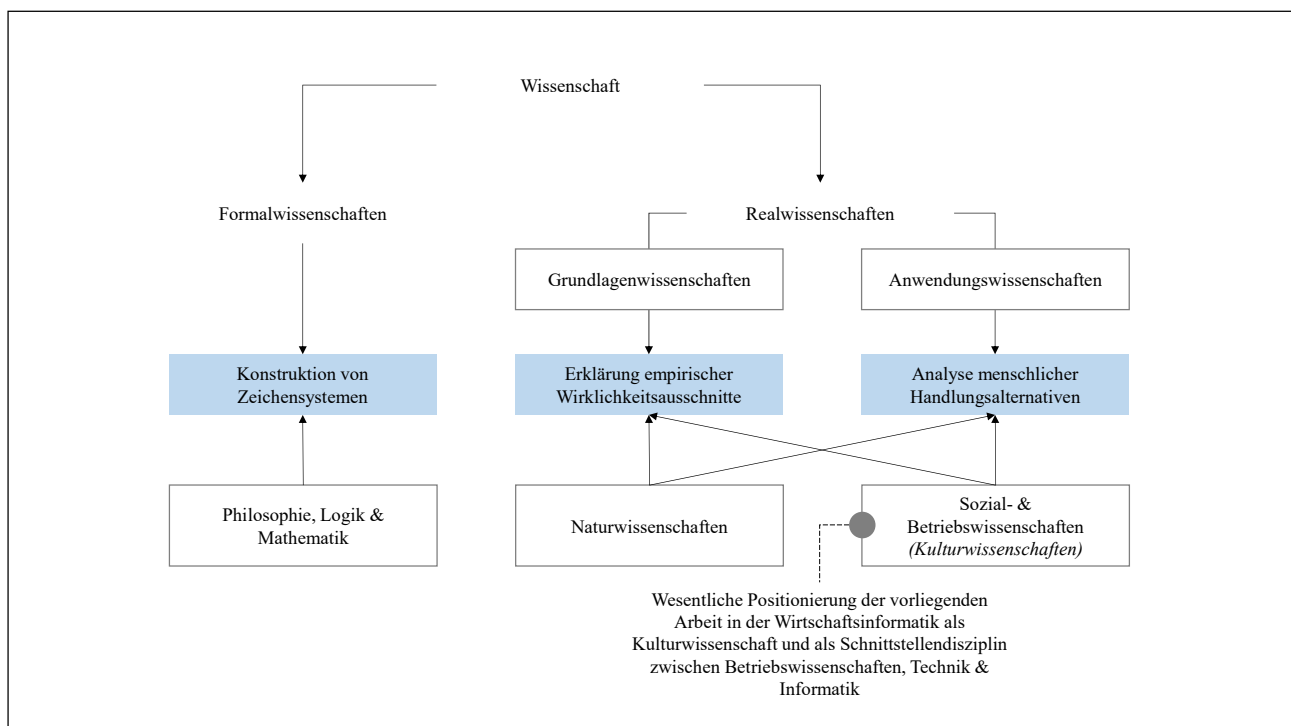 Wissenschaft
Formalwissenschaften
Realwissenschaften
Grundlagenwissenschaften
Anwendungswissenschaften
Konstruktion von
Zeichensystemen
Erklärung empirischer
Wirklichkeitsausschnitte
Analyse menschlicher
Handlungsalternativen
Philosophie, Logik &
Mathematik
Naturwissenschaften
Sozial- &
Betriebswissenschaften
(Kulturwissenschaften)
Wesentliche Positionierung der vorliegenden
Arbeit in der Wirtschaftsinformatik als
Kulturwissenschaft und als Schnittstellendisziplin
zwischen Betriebswissenschaften, Technik &
Informatik